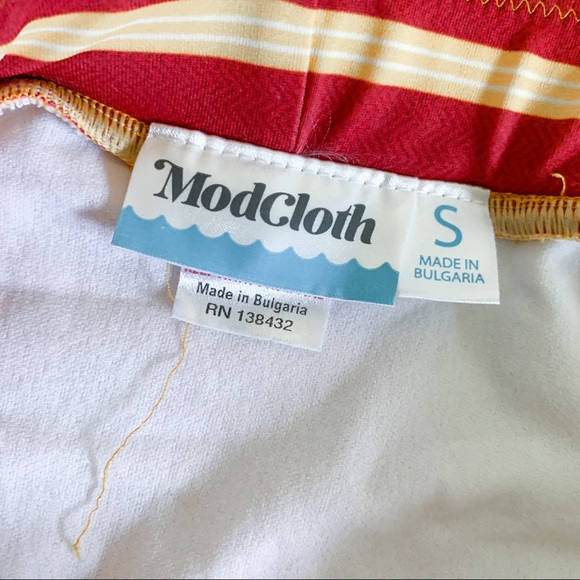 ModCloth
S
MADE IN
BULGARIA
Made in Bulgaria
RN 138432